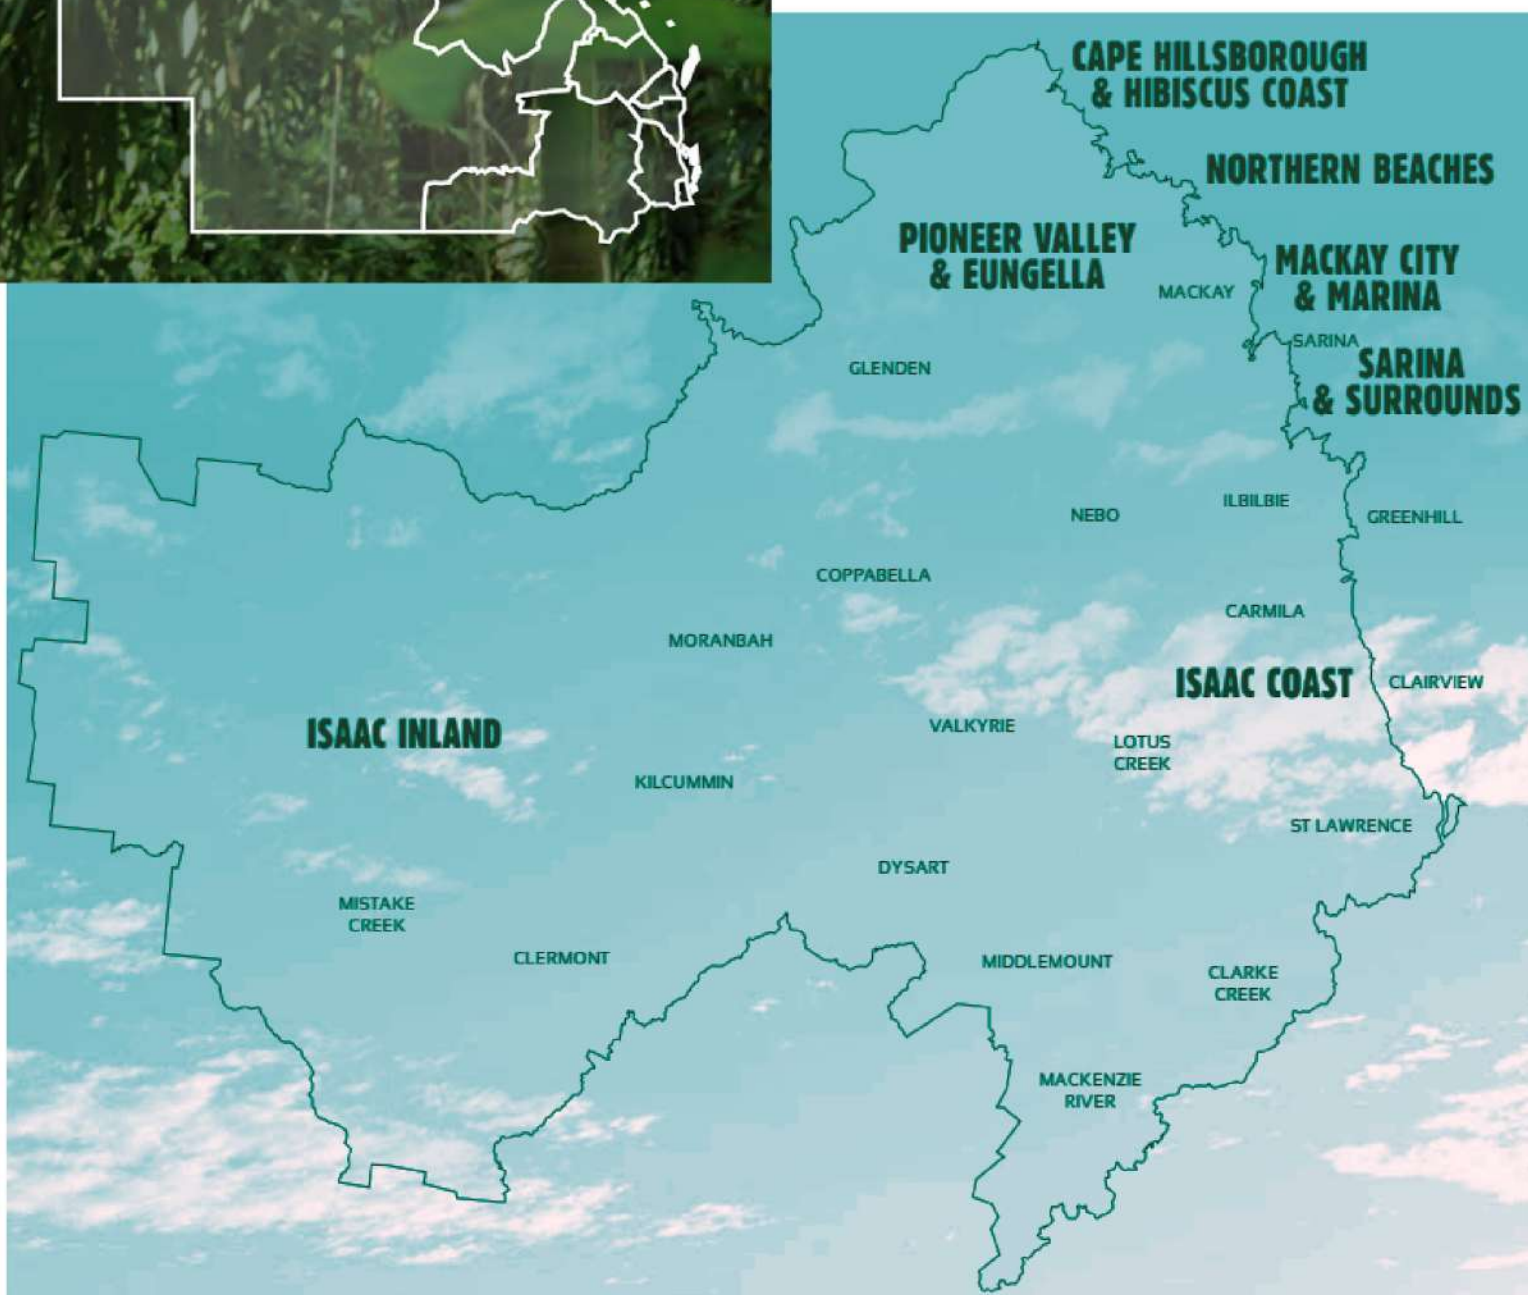 CAPE HILLSBOROUGH
& HIBISCUS COAST
NORTHERN BEACHES
PIONEER VALLEY
& EUNGELLA
MACKAY CITY
& MARINA
MACKAY
SARINA
SARINA
& SURROUNDS
GLENDEN
NEBO
ILBILBIE
GREENHILL
COPPABELLA
CARMILA
MORANBAH
ISAAC COAST
CLAIRVIEW
ISAAC INLAND
VALKYRIE
LOTUS
CREEK
KILCUMMIN
ST LAWRENCE
DYSART
MISTAKE
CREEK
CLERMONT
MIDDLEMOUNT
CLARKE
CREEK
MACKENZIE
RIVER